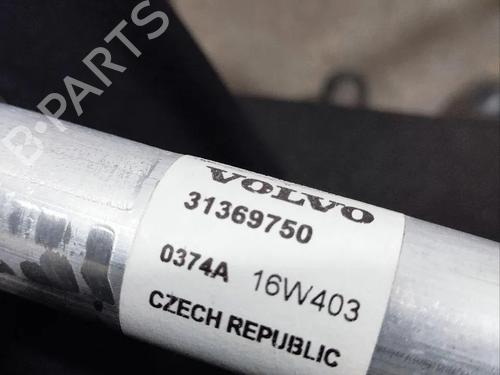 B-PARTS
VOLVO
31369750
0374A 16W403
CZECH REPUBLIC